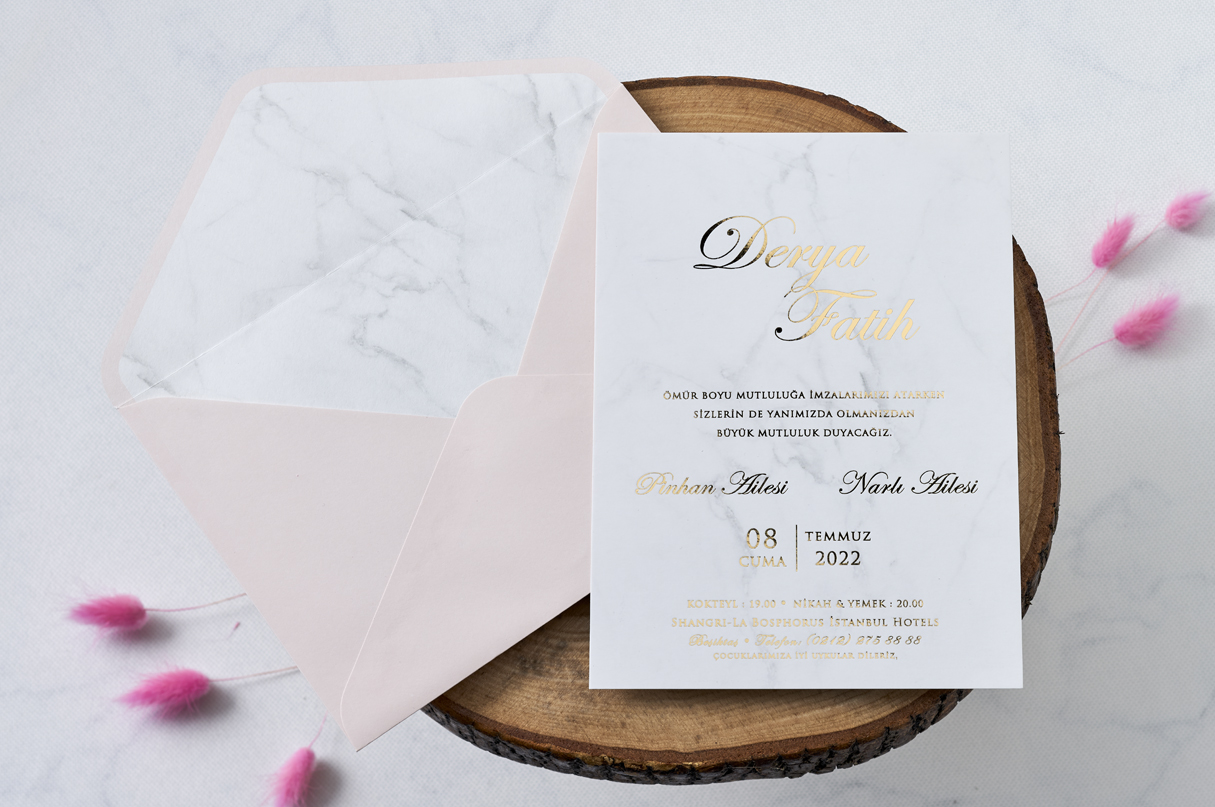 Derya
Fatih
ÖMÜR BOYU MUTLULUĞA İMZALARIMIZI ATARKEN
SİZLERİN DE YANIMIZDA OLMANIZDAN
BÜYÜK MUTLULUK DUYACAĞIZ.
Ailesi Narlı Ailesi
08 TEMMUZ
CUMA 2022
KOKTEYL : 19.00 * NİKAH & YEMEK : 20.00
SHANGRI-LA BOSPHORUS İSTANBUL HOTELS
Beşiktaş * Telefon: (0212) 275 88 88
ÇOCUKLARIMIZA İYİ UYKULAR DİLERİZ.